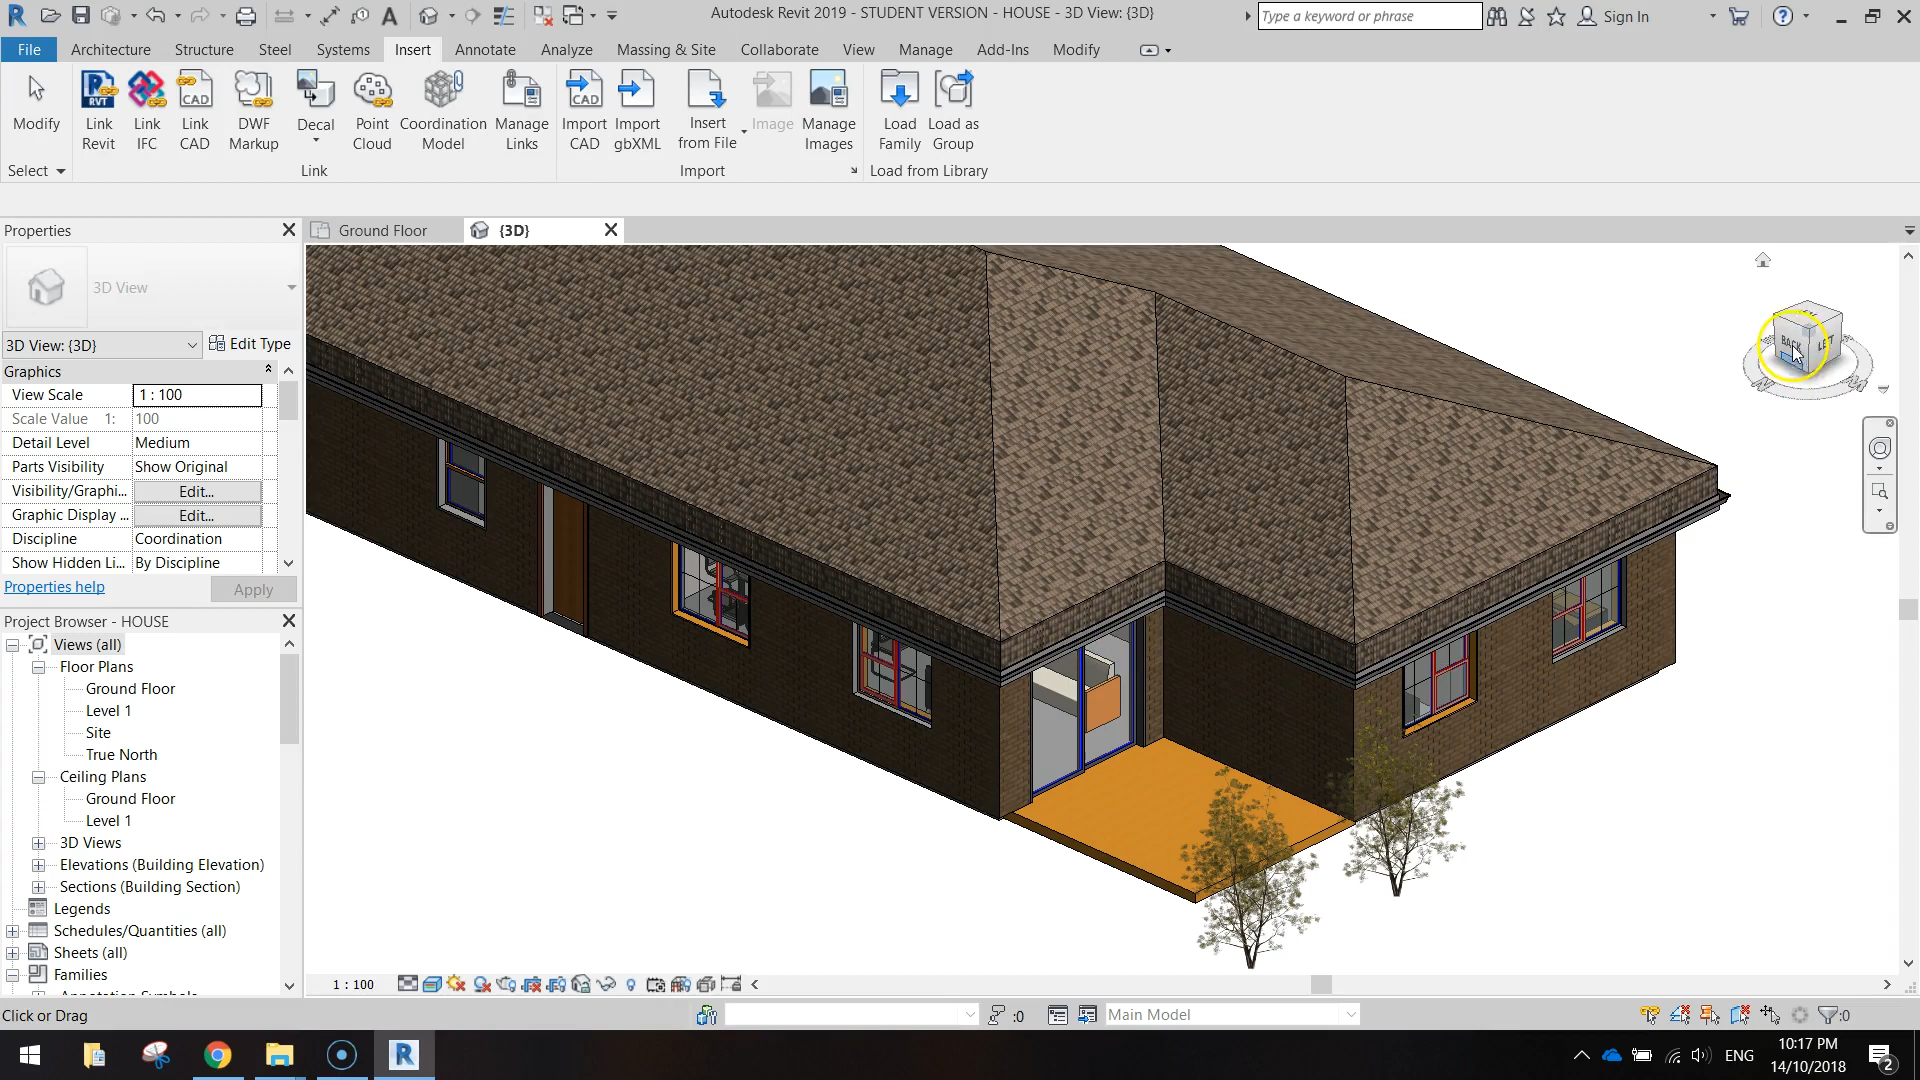 Autodesk Revit 2019 - STUDENT VERSION - HOUSE - 3D View: {3D}
Type a keyword or phrase
Sign In
File Architecture Structure Steel Systems Insert Annotate Analyze Massing & Site Collaborate View Manage Add-Ins Modify
Modify
Link Revit
Link IFC
Link CAD
DWF Markup
Decal
Point Cloud
Coordination Model
Manage Links
Import CAD
Import gbXML
Insert from File
Image
Manage Images
Load Family
Load as Group
Select
Link
Import
Load from Library
Properties
Ground Floor
{3D}
3D View
3D View: {3D}
Edit Type
Graphics
View Scale 1 : 100
Scale Value 1: 100
Detail Level Medium
Parts Visibility Show Original
Visibility/Graphi... Edit...
Graphic Display ... Edit...
Discipline Coordination
Show Hidden Li... By Discipline
Properties help
Apply
Project Browser - HOUSE
Views (all)
Floor Plans
Ground Floor
Level 1
Site
True North
Ceiling Plans
Ground Floor
Level 1
3D Views
Elevations (Building Elevation)
Sections (Building Section)
Legends
Schedules/Quantities (all)
Sheets (all)
Families
BACK
1 : 100
Click or Drag
:0
Main Model
:0
ENG
10:17 PM
14/10/2018
2